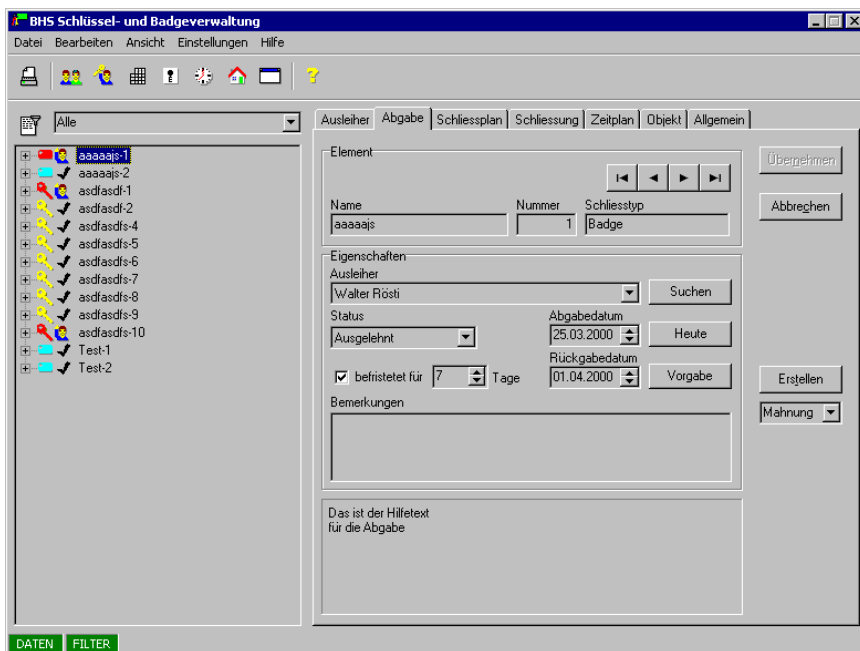 BHS Schlüssel- und Badgeverwaltung
Datei Bearbeiten Ansicht Einstellungen Hilfe
Alle
aaaaajs-1
aaaaajs-2
asdfasdf-1
asdfasdf-2
asdfasdfs-4
asdfasdfs-5
asdfasdfs-6
asdfasdfs-7
asdfasdfs-8
asdfasdfs-9
asdfasdfs-10
Test-1
Test-2
Ausleiher Abgabe Schliessplan Schliessung Zeitplan Objekt Allgemein
Element
Name Nummer Schliesstyp
aaaaajs 1 Badge
Eigenschaften
Ausleiher
Walter Rösti Suchen
Status Abgabedatum
Ausgelehnt 25.03.2000 Heute
Rückgabedatum
befristetet für 7 Tage 01.04.2000 Vorgabe
Bemerkungen
Das ist der Hilfetext
für die Abgabe
Übernehmen
Abbrechen
Erstellen
Mahnung
DATEN FILTER